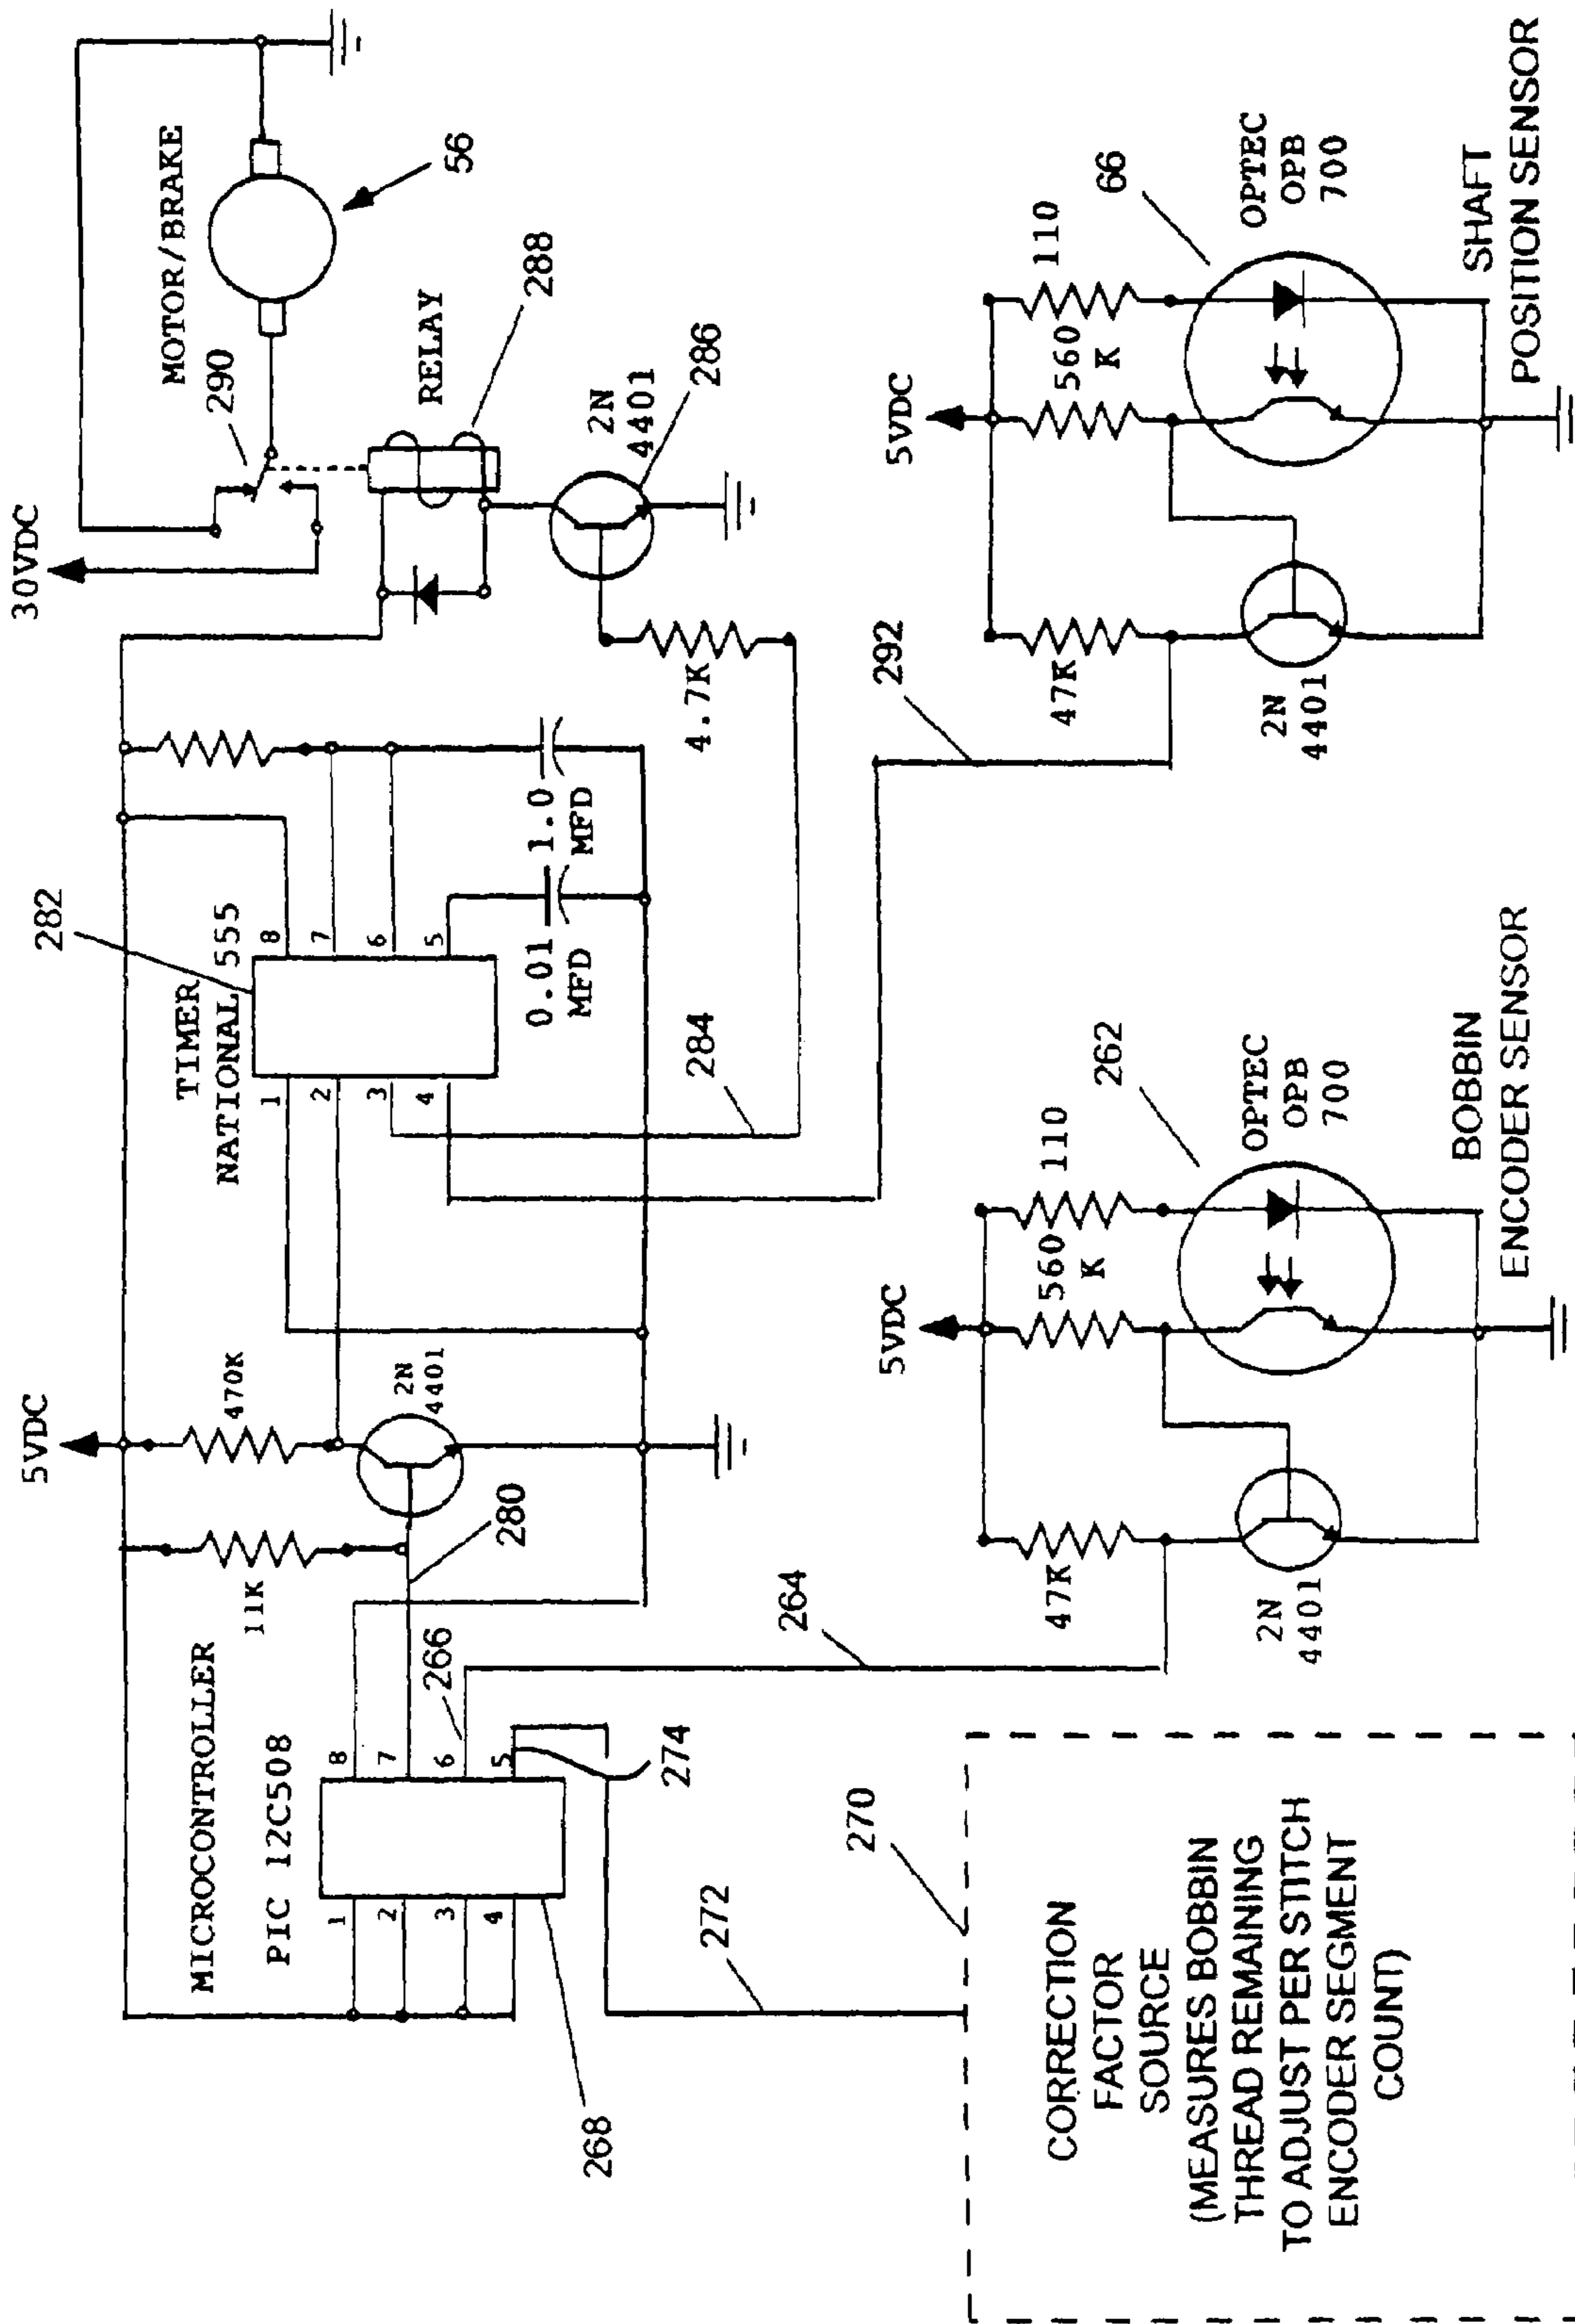 5VDC
30VDC
MOTOR/BRAKE
56
290
RELAY
288
2N
4401
286
282
TIMER
NATIONAL 555
1
2
3
4
8
7
6
5
0.01
MFD
1.0
MFD
4.7K
284
470K
2N
4401
280
11K
MICROCONTROLLER
PIC 12C508
1
2
3
4
8
7
6
5
266
274
268
264
272
270
CORRECTION
FACTOR
SOURCE
(MEASURES BOBBIN
THREAD REMAINING
TO ADJUST PER STITCH
ENCODER SEGMENT
COUNT)
5VDC
47K
560
K
110
262
2N
4401
OPTEC
OPB
700
BOBBIN
ENCODER SENSOR
292
5VDC
47K
560
K
110
66
2N
4401
OPTEC
OPB
700
SHAFT
POSITION SENSOR